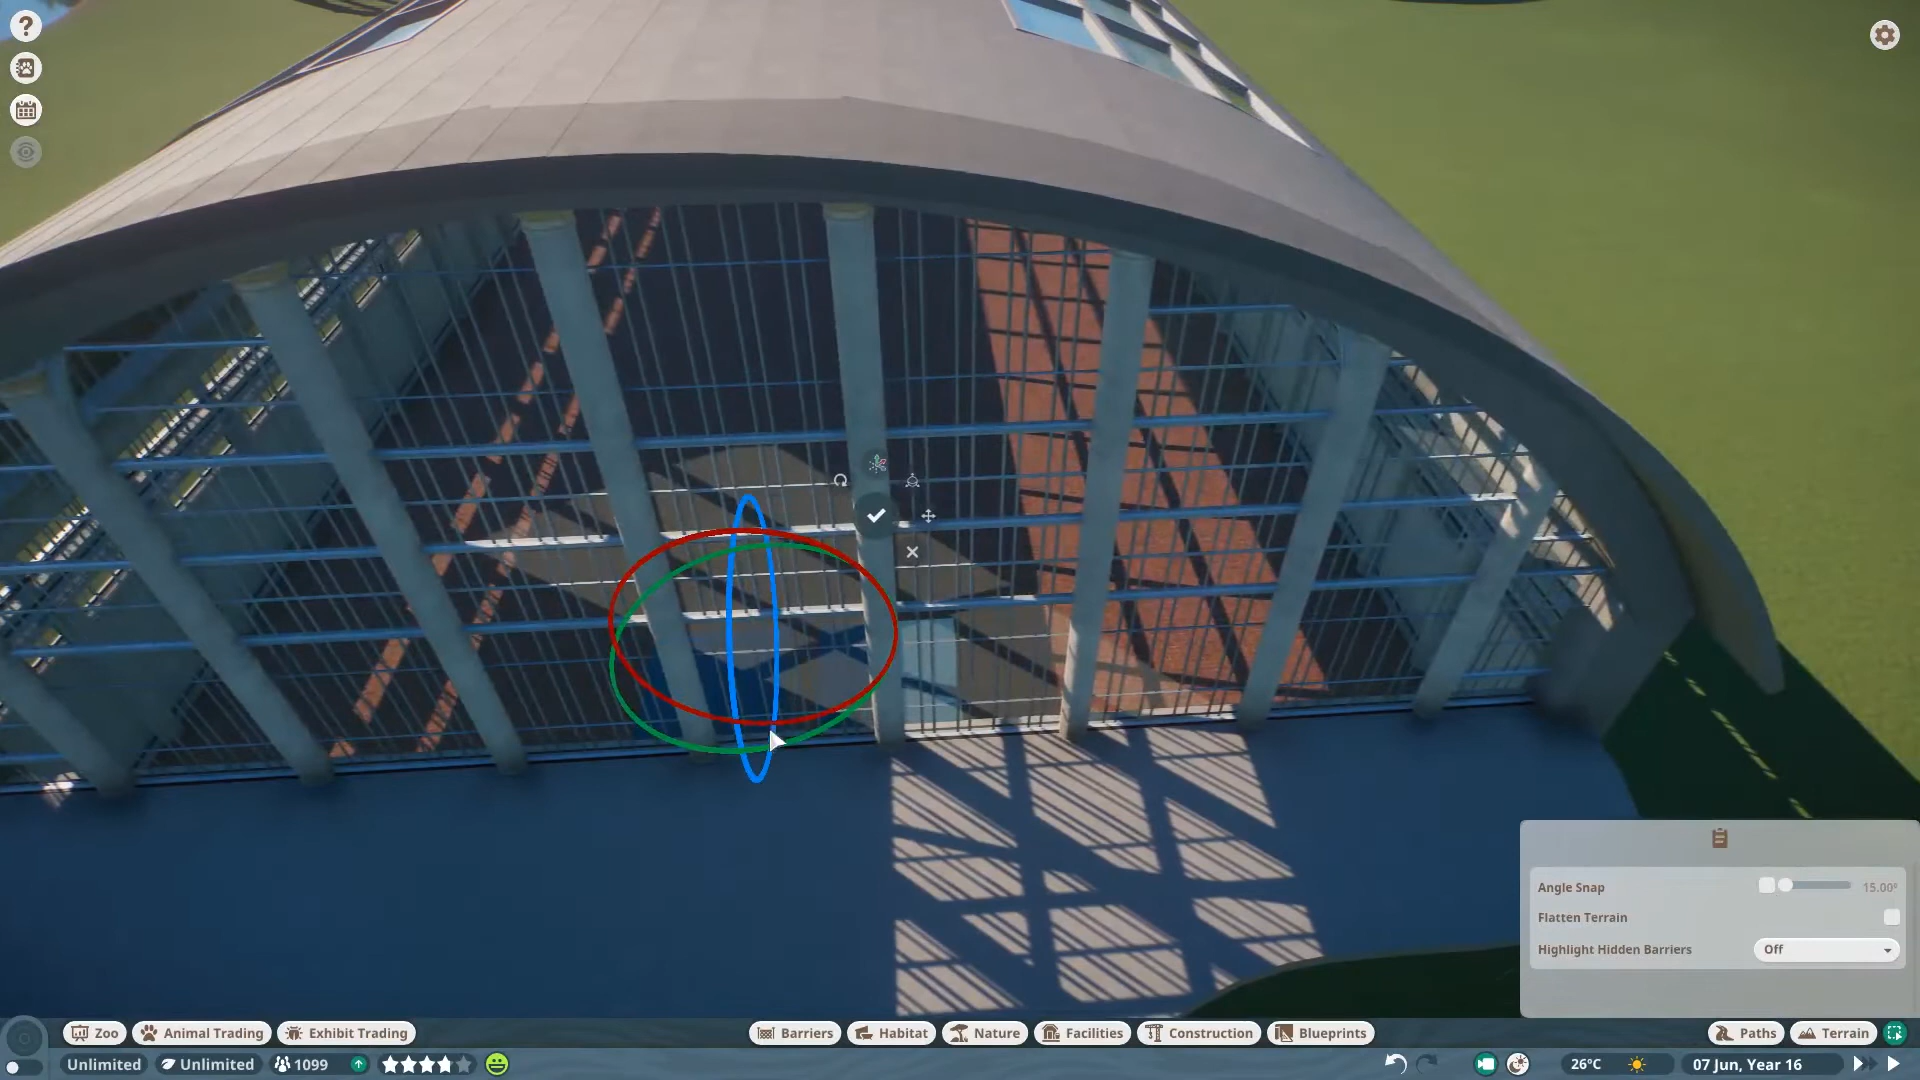 ?
Angle Snap 15.00°
Flatten Terrain
Highlight Hidden Barriers Off
Zoo Animal Trading Exhibit Trading Barriers Habitat Nature Facilities Construction Blueprints Paths Terrain
Unlimited Unlimited 1099 26°C 07 Jun, Year 16